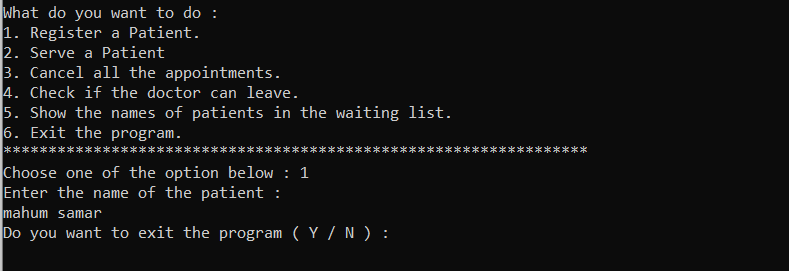 What do you want to do :
1. Register a Patient.
2. Serve a Patient
3. Cancel all the appointments.
4. Check if the doctor can leave.
5. Show the names of patients in the waiting list.
6. Exit the program.
*****************************************************************
Choose one of the option below : 1
Enter the name of the patient :
mahum samar
Do you want to exit the program ( Y / N ) :